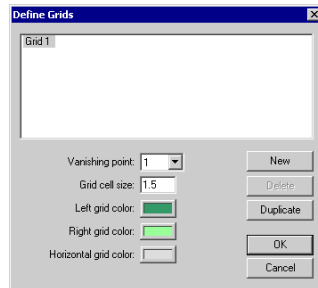 Define Grids
Grid 1
Vanishing point: 1
New
Grid cell size: 1.5
Delete
Left grid color:
Duplicate
Right grid color:
OK
Horizontal grid color:
Cancel